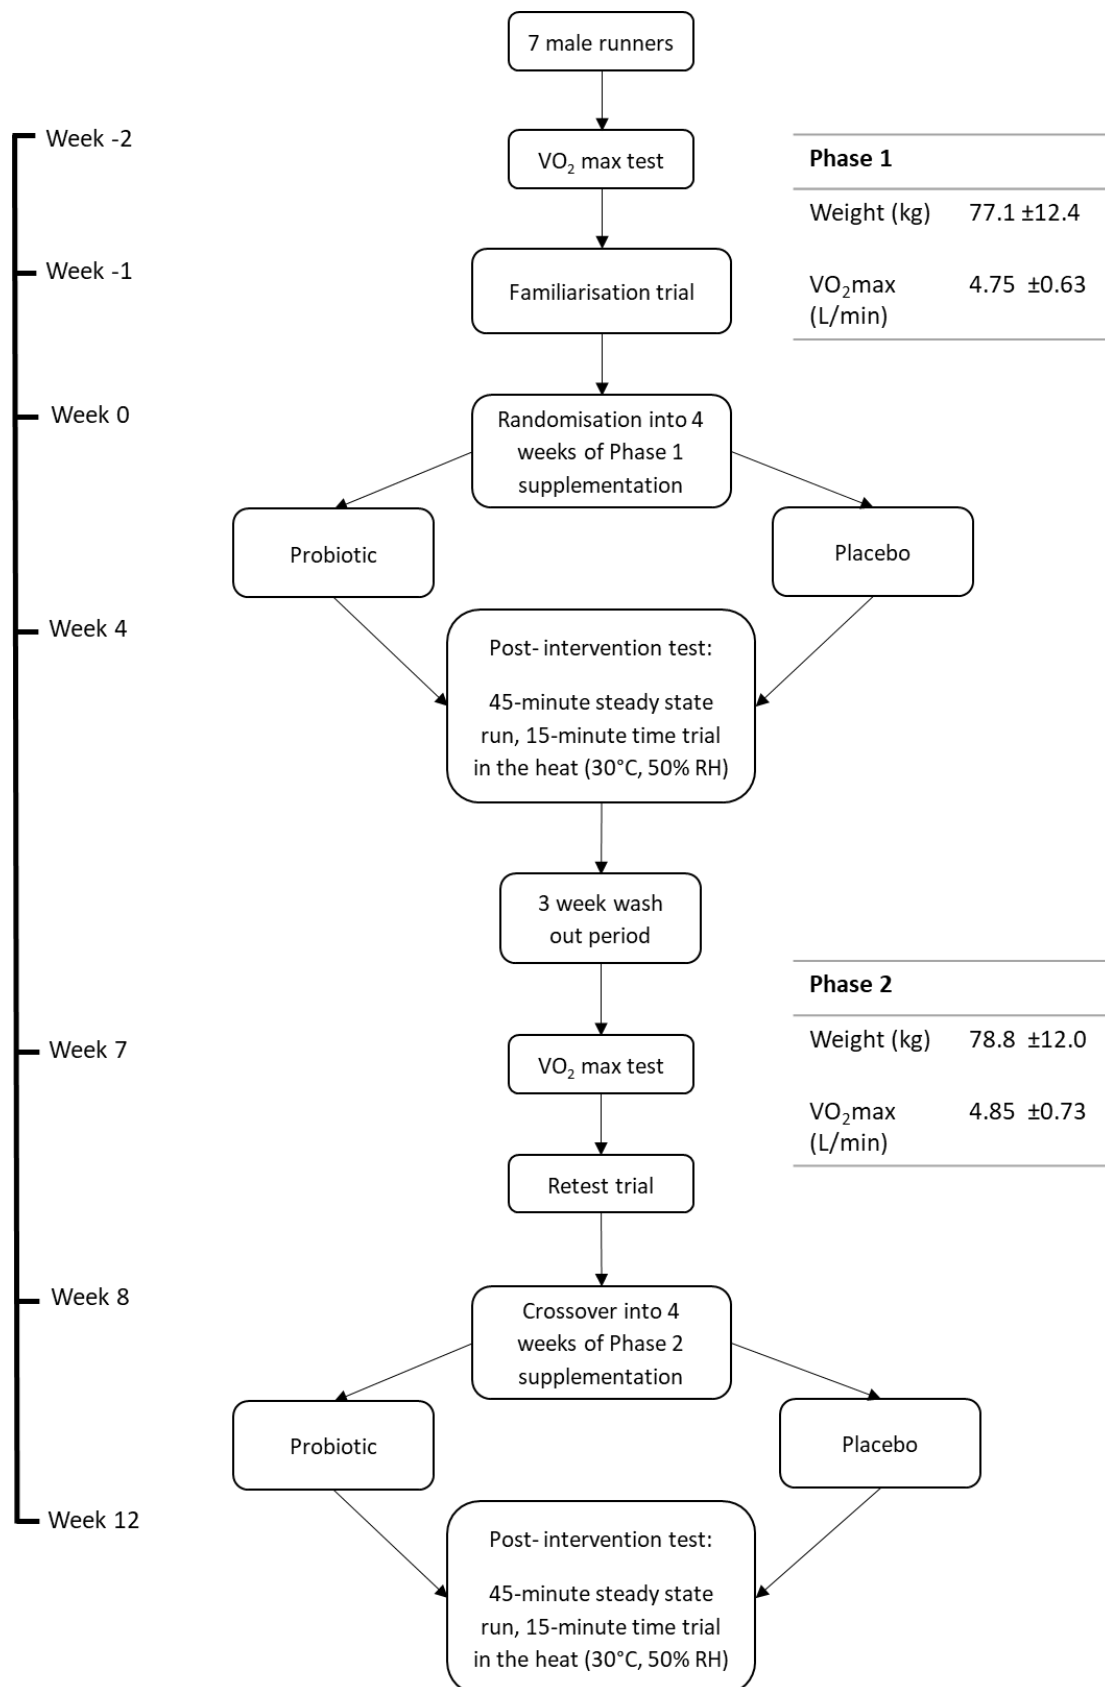 7 male runners
Week -2
VO₂ max test
Phase 1
Weight (kg) 77.1 ±12.4
VO₂max 4.75 ±0.63
(L/min)
Week -1
Familiarisation trial
Week 0
Randomisation into 4
weeks of Phase 1
supplementation
Probiotic
Placebo
Week 4
Post- intervention test:
45-minute steady state
run, 15-minute time trial
in the heat (30°C, 50% RH)
3 week wash
out period
Phase 2
Weight (kg) 78.8 ±12.0
VO₂max 4.85 ±0.73
(L/min)
Week 7
VO₂ max test
Retest trial
Week 8
Crossover into 4
weeks of Phase 2
supplementation
Probiotic
Placebo
Week 12
Post- intervention test:
45-minute steady state
run, 15-minute time trial
in the heat (30°C, 50% RH)